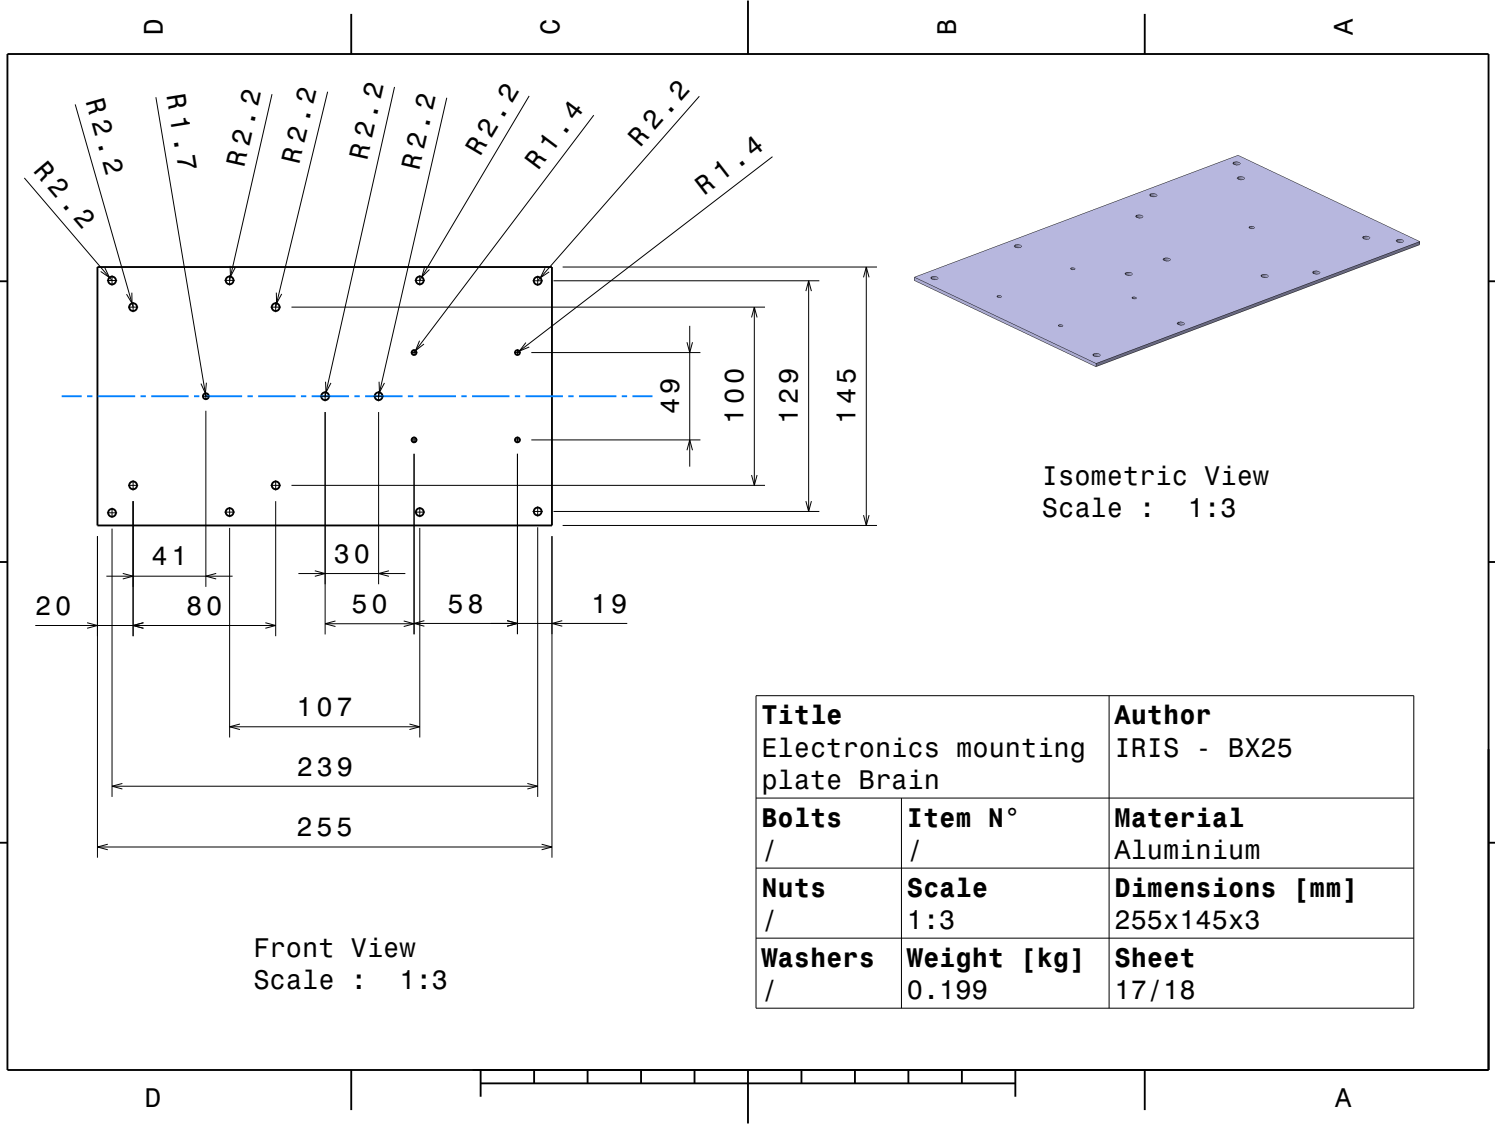 D
C
B
A
R2.2
R2.2
R1.7
R2.2
R2.2
R2.2
R2.2
R2.2
R1.4
R2.2
R1.4
49
100
129
145
41
30
20
80
50
58
19
107
239
255
Front View
Scale :  1:3
Isometric View
Scale :  1:3
Title
Electronics mounting
plate Brain
Author
IRIS - BX25
Bolts
/
Item N°
/
Material
Aluminium
Nuts
/
Scale
1:3
Dimensions [mm]
255x145x3
Washers
/
Weight [kg]
0.199
Sheet
17/18
D
A